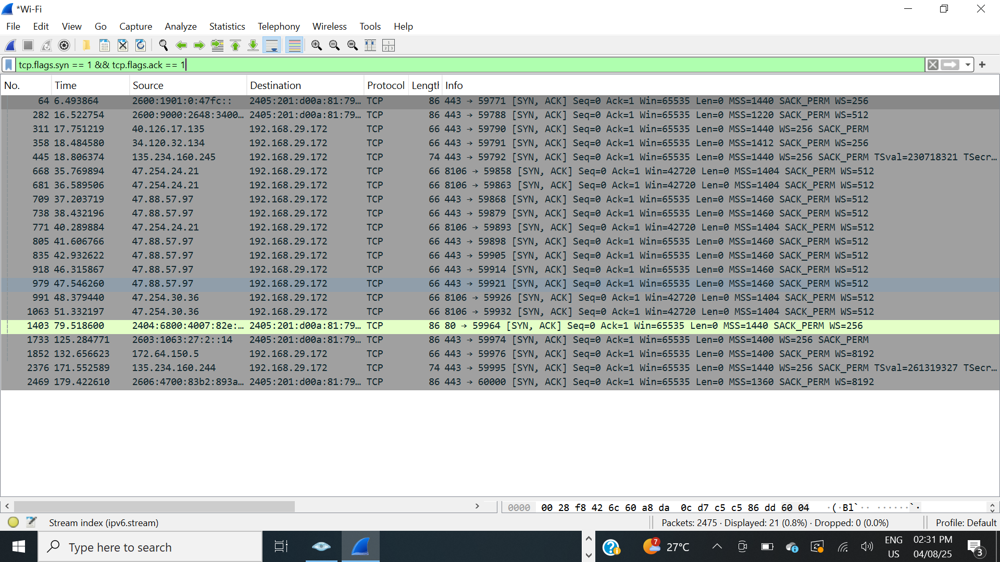 *Wi-Fi
File Edit View Go Capture Analyze Statistics Telephony Wireless Tools Help
tcp.flags.syn == 1 && tcp.flags.ack == 1
No. Time Source Destination Protocol Length Info
64 6.493864 2600:1901:0:47fc:: 2405:201:d00a:81:79… TCP 86 443 → 59771 [SYN, ACK] Seq=0 Ack=1 Win=65535 Len=0 MSS=1440 SACK_PERM WS=256
282 16.522754 2600:9000:2648:3400… 2405:201:d00a:81:79… TCP 86 443 → 59788 [SYN, ACK] Seq=0 Ack=1 Win=65535 Len=0 MSS=1220 SACK_PERM WS=512
311 17.751219 40.126.17.135 192.168.29.172 TCP 66 443 → 59790 [SYN, ACK] Seq=0 Ack=1 Win=65535 Len=0 MSS=1440 WS=256 SACK_PERM
358 18.484580 34.120.32.134 192.168.29.172 TCP 66 443 → 59791 [SYN, ACK] Seq=0 Ack=1 Win=65535 Len=0 MSS=1412 SACK_PERM WS=256
445 18.806374 135.234.160.245 192.168.29.172 TCP 74 443 → 59792 [SYN, ACK] Seq=0 Ack=1 Win=65535 Len=0 MSS=1440 WS=256 SACK_PERM TSval=230718321 TSecr…
668 35.769894 47.254.24.21 192.168.29.172 TCP 66 8106 → 59858 [SYN, ACK] Seq=0 Ack=1 Win=42720 Len=0 MSS=1404 SACK_PERM WS=512
681 36.589506 47.254.24.21 192.168.29.172 TCP 66 8106 → 59863 [SYN, ACK] Seq=0 Ack=1 Win=42720 Len=0 MSS=1404 SACK_PERM WS=512
709 37.203719 47.88.57.97 192.168.29.172 TCP 66 443 → 59868 [SYN, ACK] Seq=0 Ack=1 Win=65535 Len=0 MSS=1460 SACK_PERM WS=512
738 38.432196 47.88.57.97 192.168.29.172 TCP 66 443 → 59879 [SYN, ACK] Seq=0 Ack=1 Win=65535 Len=0 MSS=1460 SACK_PERM WS=512
771 40.289884 47.254.24.21 192.168.29.172 TCP 66 8106 → 59893 [SYN, ACK] Seq=0 Ack=1 Win=42720 Len=0 MSS=1404 SACK_PERM WS=512
805 41.606766 47.88.57.97 192.168.29.172 TCP 66 443 → 59898 [SYN, ACK] Seq=0 Ack=1 Win=65535 Len=0 MSS=1460 SACK_PERM WS=512
835 42.932622 47.88.57.97 192.168.29.172 TCP 66 443 → 59905 [SYN, ACK] Seq=0 Ack=1 Win=65535 Len=0 MSS=1460 SACK_PERM WS=512
918 46.315867 47.88.57.97 192.168.29.172 TCP 66 443 → 59914 [SYN, ACK] Seq=0 Ack=1 Win=65535 Len=0 MSS=1460 SACK_PERM WS=512
979 47.546260 47.88.57.97 192.168.29.172 TCP 66 443 → 59921 [SYN, ACK] Seq=0 Ack=1 Win=65535 Len=0 MSS=1460 SACK_PERM WS=512
991 48.379440 47.254.30.36 192.168.29.172 TCP 66 8106 → 59926 [SYN, ACK] Seq=0 Ack=1 Win=42720 Len=0 MSS=1404 SACK_PERM WS=512
1063 51.332197 47.254.30.36 192.168.29.172 TCP 66 8106 → 59932 [SYN, ACK] Seq=0 Ack=1 Win=42720 Len=0 MSS=1404 SACK_PERM WS=512
1403 79.518600 2404:6800:4007:82e:… 2405:201:d00a:81:79… TCP 86 80 → 59964 [SYN, ACK] Seq=0 Ack=1 Win=65535 Len=0 MSS=1440 SACK_PERM WS=256
1733 125.284771 2603:1063:27:2::14 2405:201:d00a:81:79… TCP 86 443 → 59974 [SYN, ACK] Seq=0 Ack=1 Win=65535 Len=0 MSS=1400 WS=256 SACK_PERM
1852 132.656623 172.64.150.5 192.168.29.172 TCP 66 443 → 59976 [SYN, ACK] Seq=0 Ack=1 Win=65535 Len=0 MSS=1400 SACK_PERM WS=8192
2376 171.552589 135.234.160.244 192.168.29.172 TCP 74 443 → 59995 [SYN, ACK] Seq=0 Ack=1 Win=65535 Len=0 MSS=1440 WS=256 SACK_PERM TSval=261319327 TSecr…
2469 179.422610 2606:4700:83b2:893a… 2405:201:d00a:81:79… TCP 86 443 → 60000 [SYN, ACK] Seq=0 Ack=1 Win=65535 Len=0 MSS=1360 SACK_PERM WS=8192
0000 00 28 f8 42 6c 60 a8 da 0c d7 c5 c5 86 dd 60 04 ·(·Bl`·· ······`·
Stream index (ipv6.stream) Packets: 2475 · Displayed: 21 (0.8%) · Dropped: 0 (0.0%) Profile: Default
Type here to search 7 27°C ENG US 02:31 PM 04/08/25 3